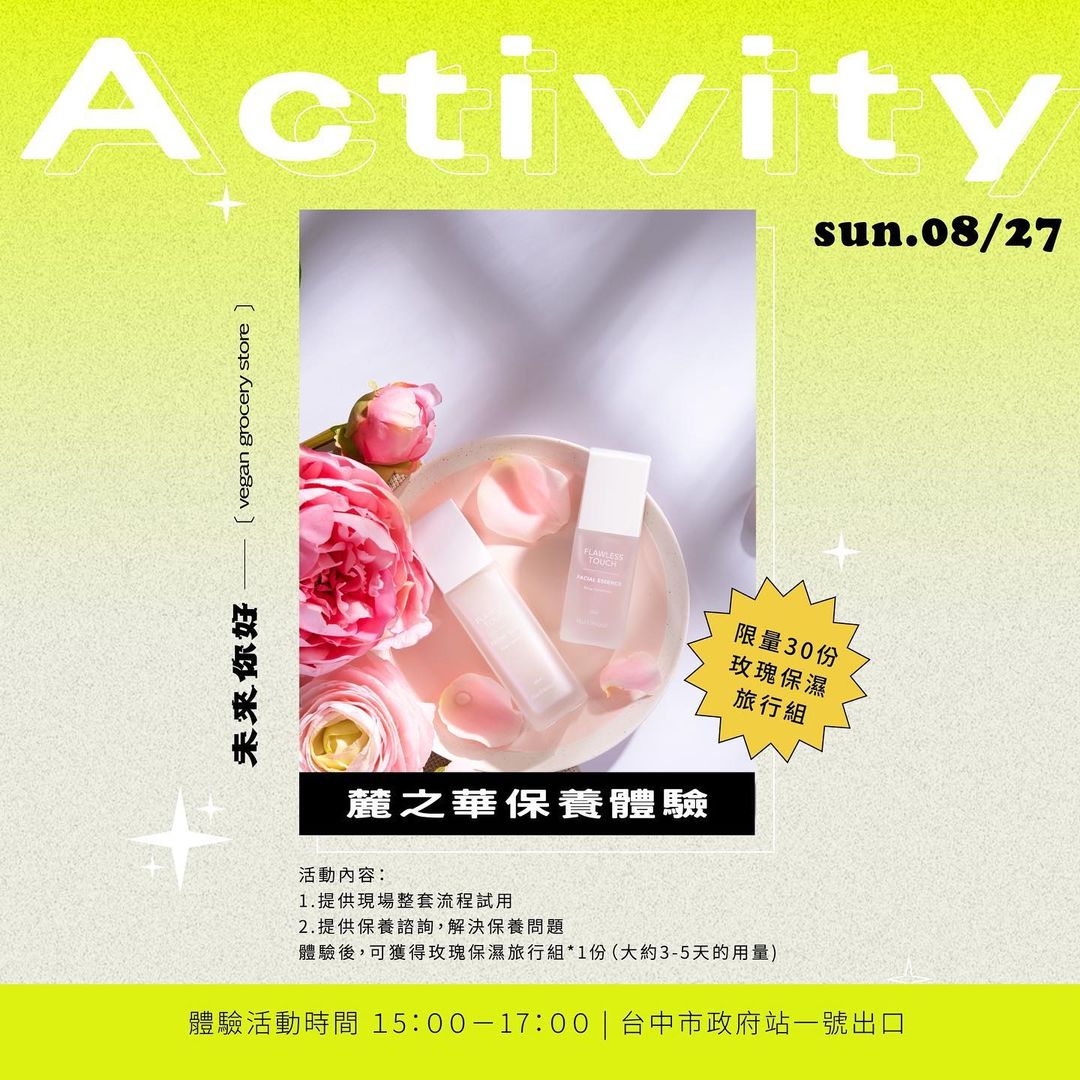 Activity
sun.08/27
未来你好 ── 〔 vegan grocery store 〕
FLAWLESS
TOUCH
FACIAL ESSENCE
限量30份
玫瑰保濕
旅行組
麓之華保養體驗
活動內容：
1.提供現場整套流程試用
2.提供保養諮詢，解決保養問題
體驗後，可獲得玫瑰保濕旅行組*1份（大約3-5天的用量）
體驗活動時間 15：00－17：00 | 台中市政府站一號出口